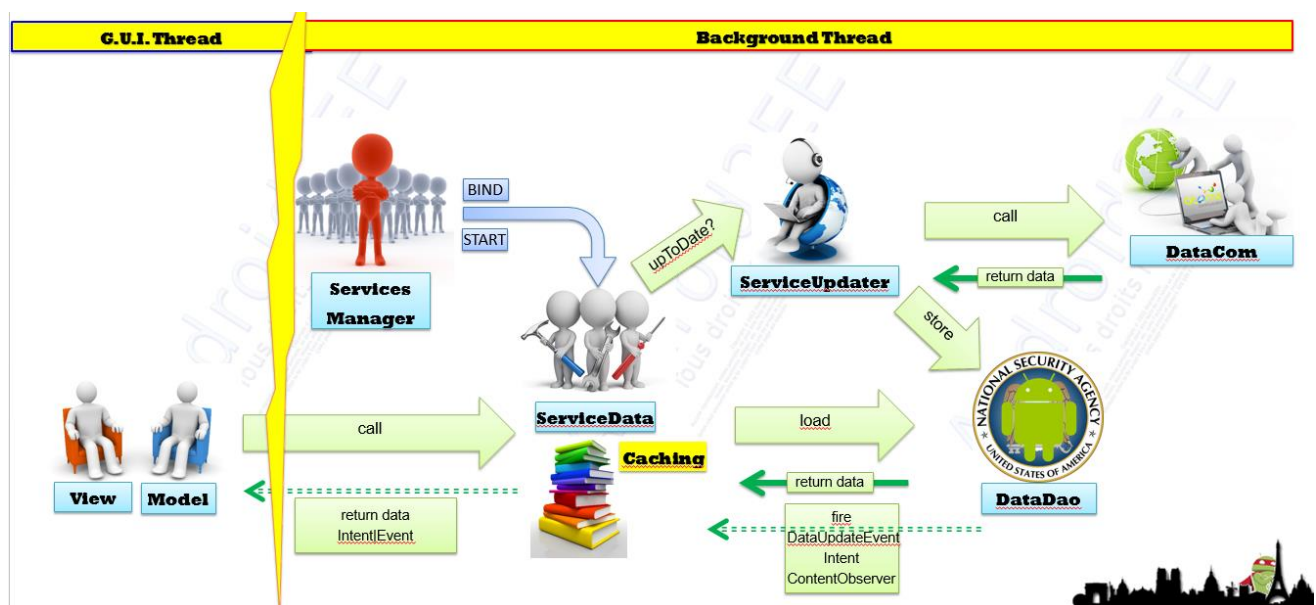 G.U.I. Thread
Background Thread
BIND
START
Services
Manager
upToDate?
ServiceUpdater
call
return data
DataCom
store
ServiceData
Caching
call
load
return data
NATIONAL SECURITY AGENCY
UNITED STATES OF AMERICA
DataDao
View
Model
return data
Intent|Event
fire
DataUpdateEvent
Intent
ContentObserver